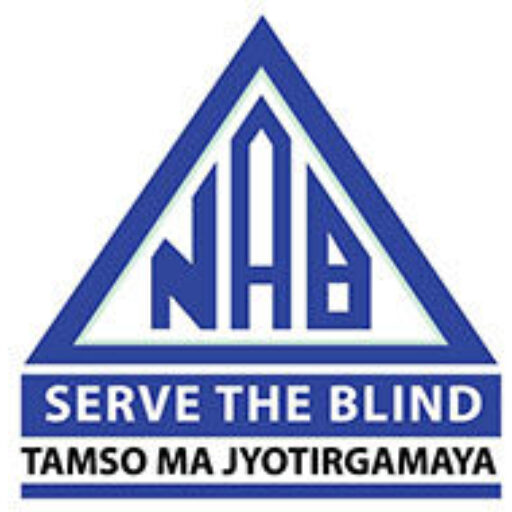 NAB
SERVE THE BLIND
TAMSO MA JYOTIRGAMAYA